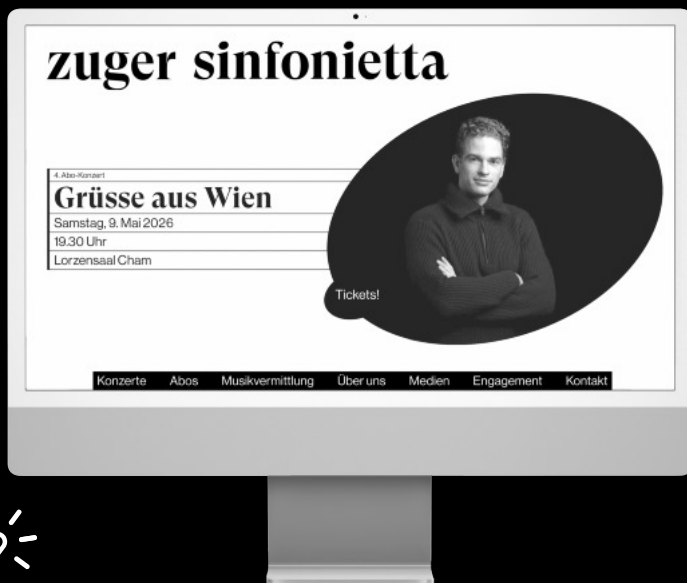 zuger sinfonietta
4. Abo-Konzert
Grüsse aus Wien
Samstag, 9. Mai 2026
19.30 Uhr
Lorzensaal Cham
Tickets!
Konzerte Abos Musikvermittlung Über uns Medien Engagement Kontakt